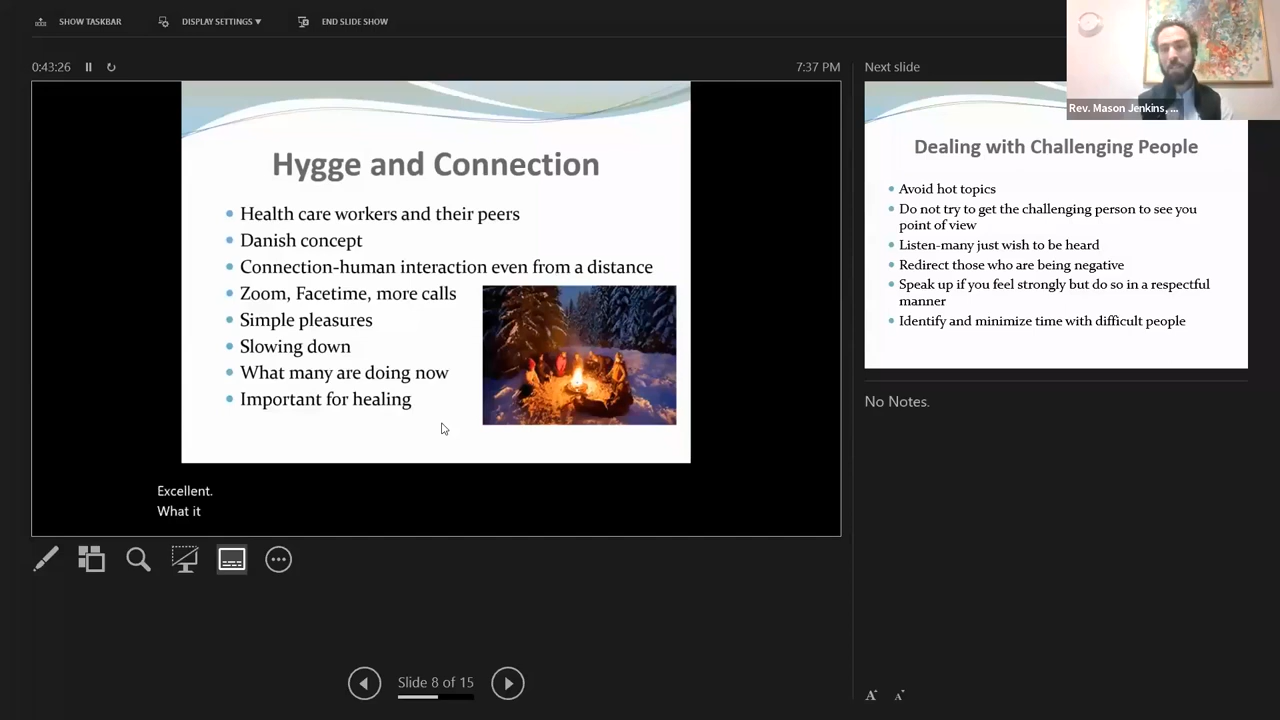 SHOW TASKBAR
DISPLAY SETTINGS ▼
END SLIDE SHOW
0:43:26
7:37 PM
Next slide
Hygge and Connection
• Health care workers and their peers
• Danish concept
• Connection-human interaction even from a distance
• Zoom, Facetime, more calls
• Simple pleasures
• Slowing down
• What many are doing now
• Important for healing
Excellent.
What it
Slide 8 of 15
Rev. Mason Jenkins, ...
Dealing with Challenging People
• Avoid hot topics
• Do not try to get the challenging person to see you
point of view
• Listen-many just wish to be heard
• Redirect those who are being negative
• Speak up if you feel strongly but do so in a respectful
manner
• Identify and minimize time with difficult people
No Notes.
A A